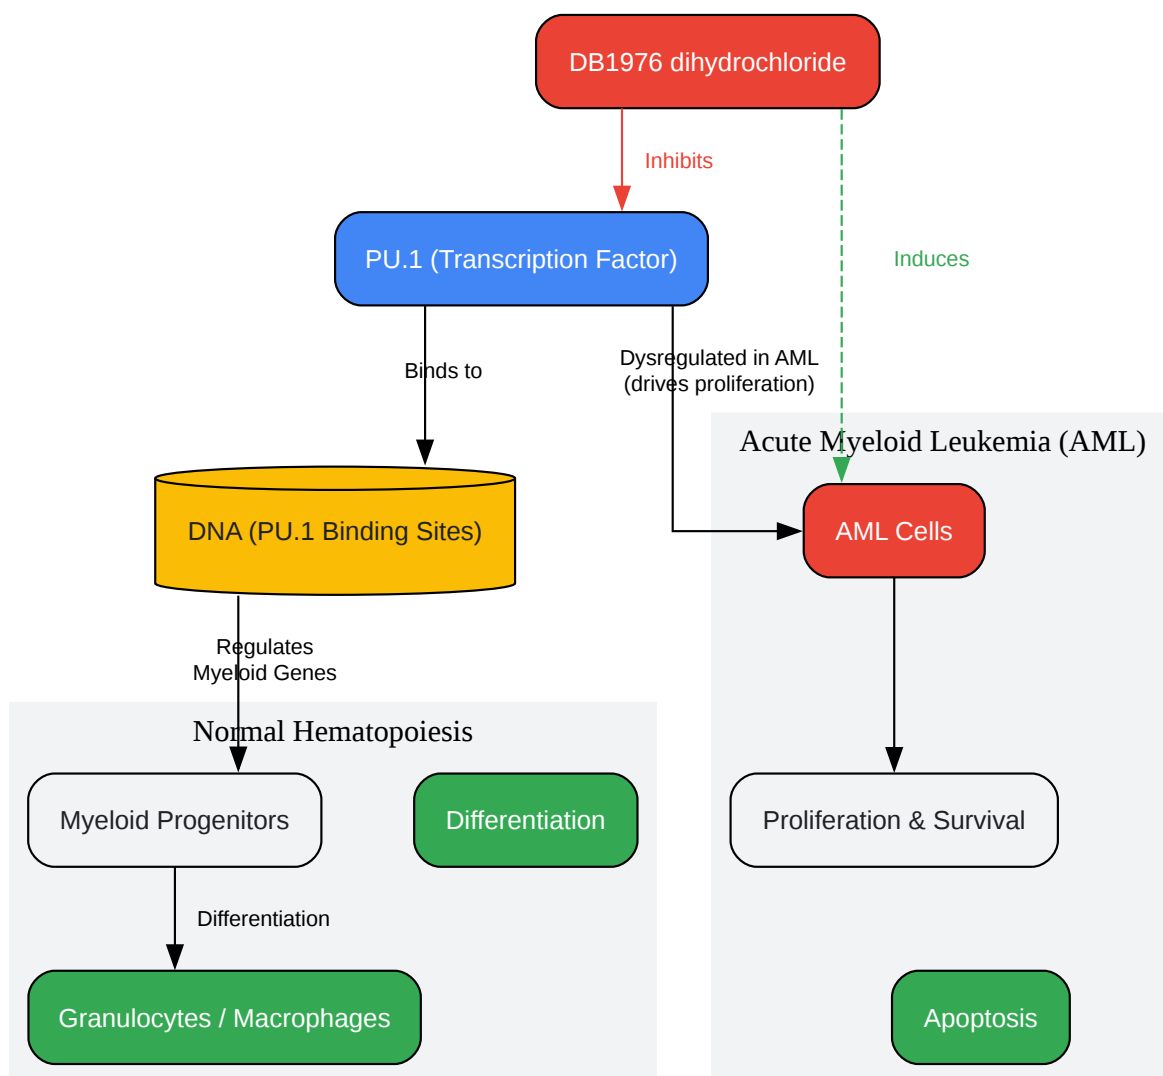 DB1976 dihydrochloride
Inhibits
PU.1 (Transcription Factor)
Induces
Binds to
Dysregulated in AML
(drives proliferation)
Acute Myeloid Leukemia (AML)
DNA (PU.1 Binding Sites)
AML Cells
Regulates
Myeloid Genes
Normal Hematopoiesis
Myeloid Progenitors
Differentiation
Proliferation & Survival
Differentiation
Granulocytes / Macrophages
Apoptosis